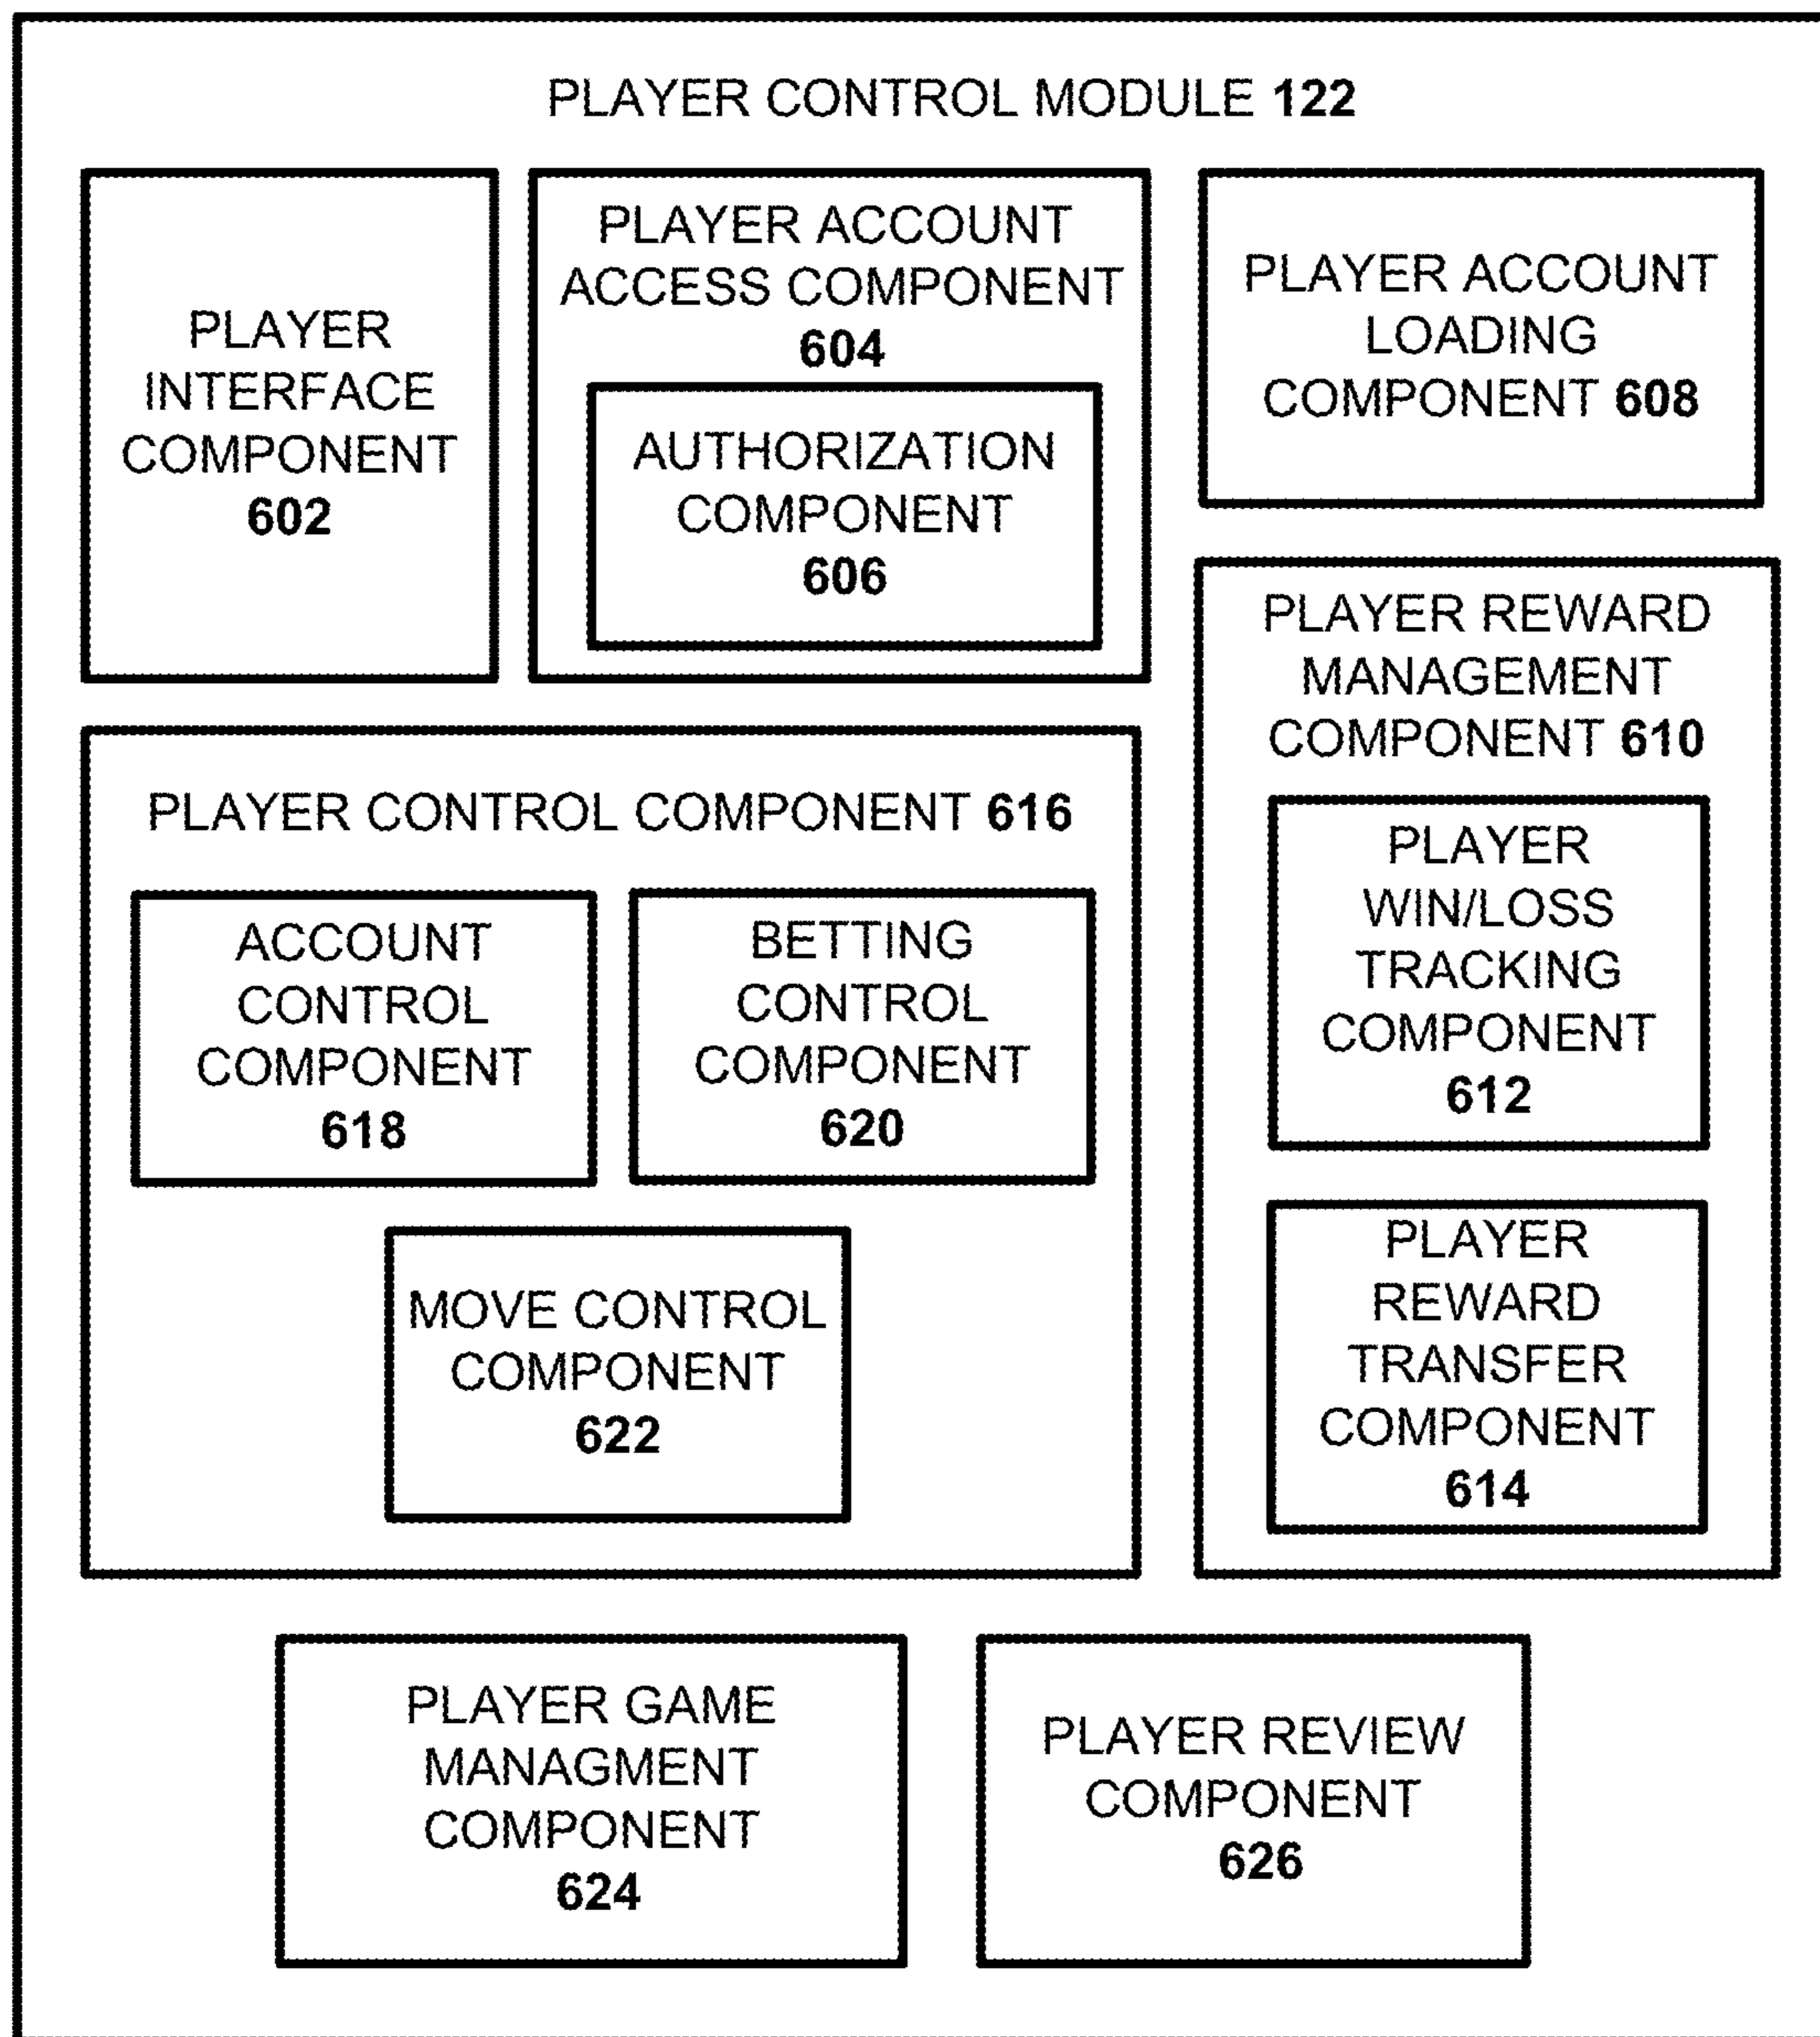 PLAYER CONTROL MODULE 122
PLAYER
INTERFACE
COMPONENT
602
PLAYER ACCOUNT
ACCESS COMPONENT
604
AUTHORIZATION
COMPONENT
606
PLAYER ACCOUNT
LOADING
COMPONENT 608
PLAYER REWARD
MANAGEMENT
COMPONENT 610
PLAYER
WIN/LOSS
TRACKING
COMPONENT
612
PLAYER
REWARD
TRANSFER
COMPONENT
614
PLAYER CONTROL COMPONENT 616
ACCOUNT
CONTROL
COMPONENT
618
BETTING
CONTROL
COMPONENT
620
MOVE CONTROL
COMPONENT
622
PLAYER GAME
MANAGMENT
COMPONENT
624
PLAYER REVIEW
COMPONENT
626